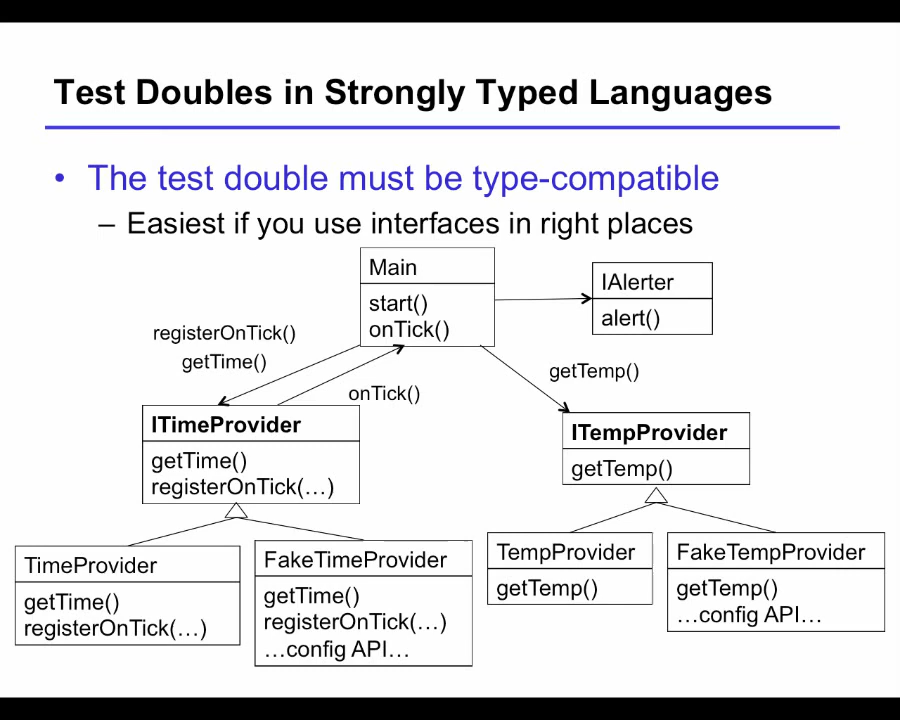 Test Doubles in Strongly Typed Languages
• The test double must be type-compatible
– Easiest if you use interfaces in right places
Main
start()
onTick()
IAlerter
alert()
registerOnTick()
getTime()
onTick()
getTemp()
ITimeProvider
getTime()
registerOnTick(…)
ITempProvider
getTemp()
TimeProvider
getTime()
registerOnTick(…)
FakeTimeProvider
getTime()
registerOnTick(…)
…config API…
TempProvider
getTemp()
FakeTempProvider
getTemp()
…config API…